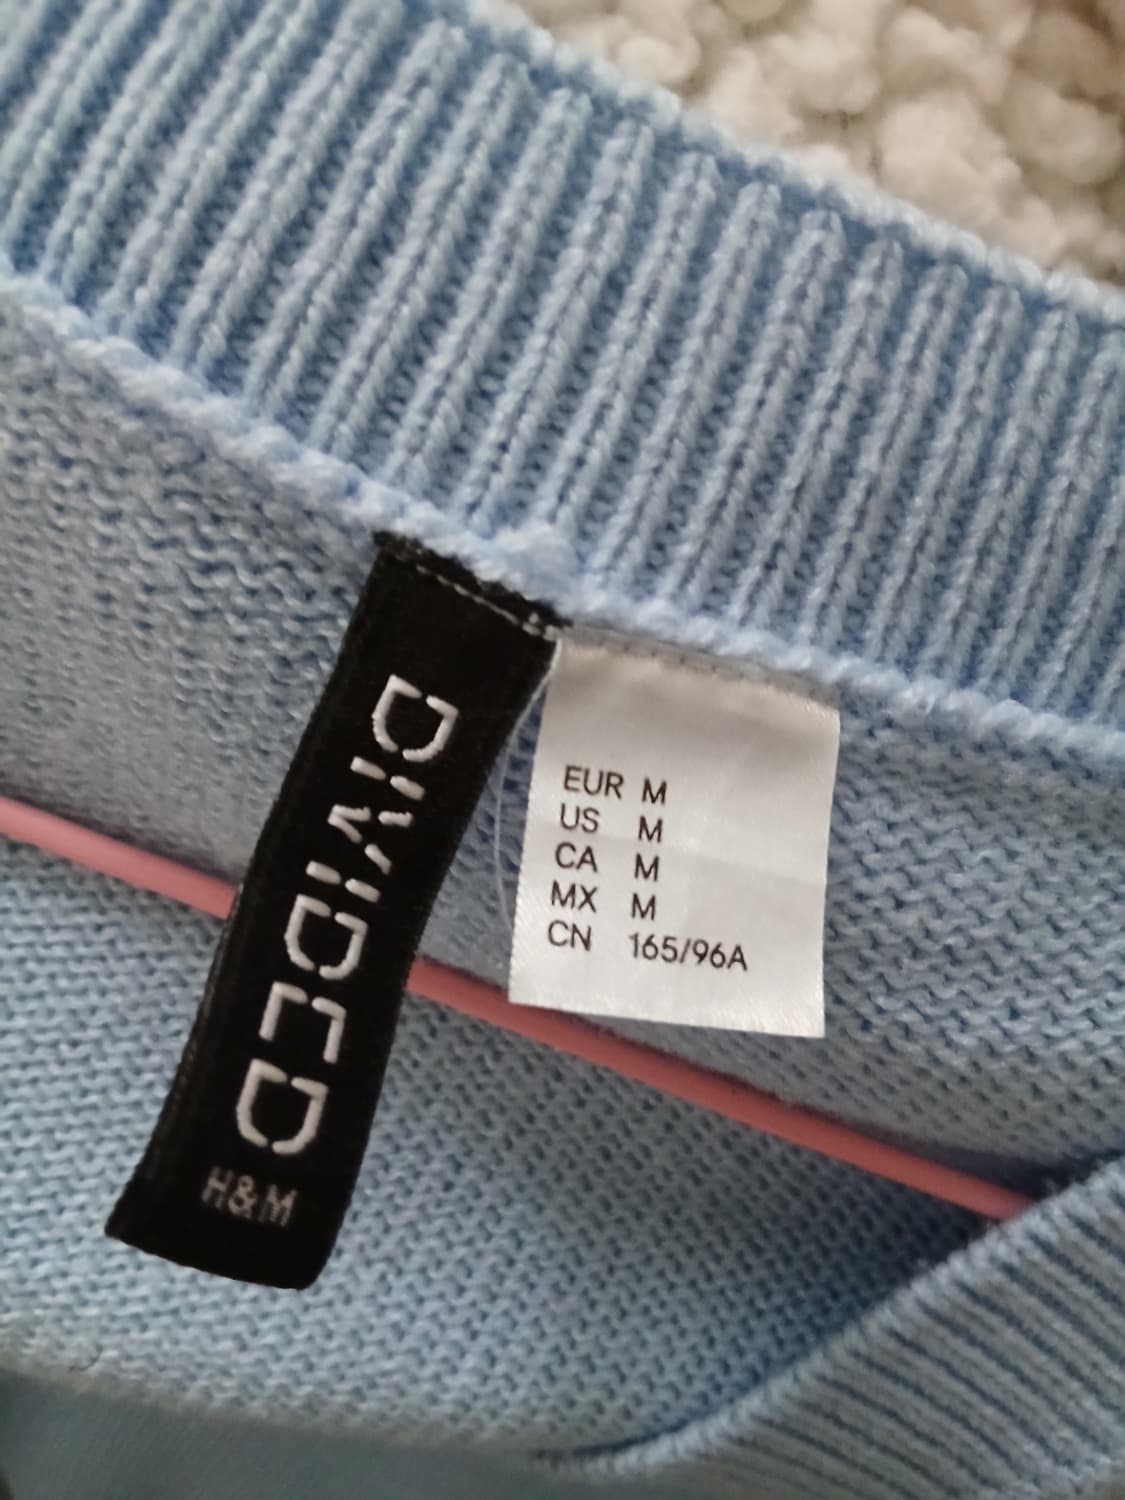 DIVIDED
H&M
EUR M
US M
CA M
MX M
CN 165/96A